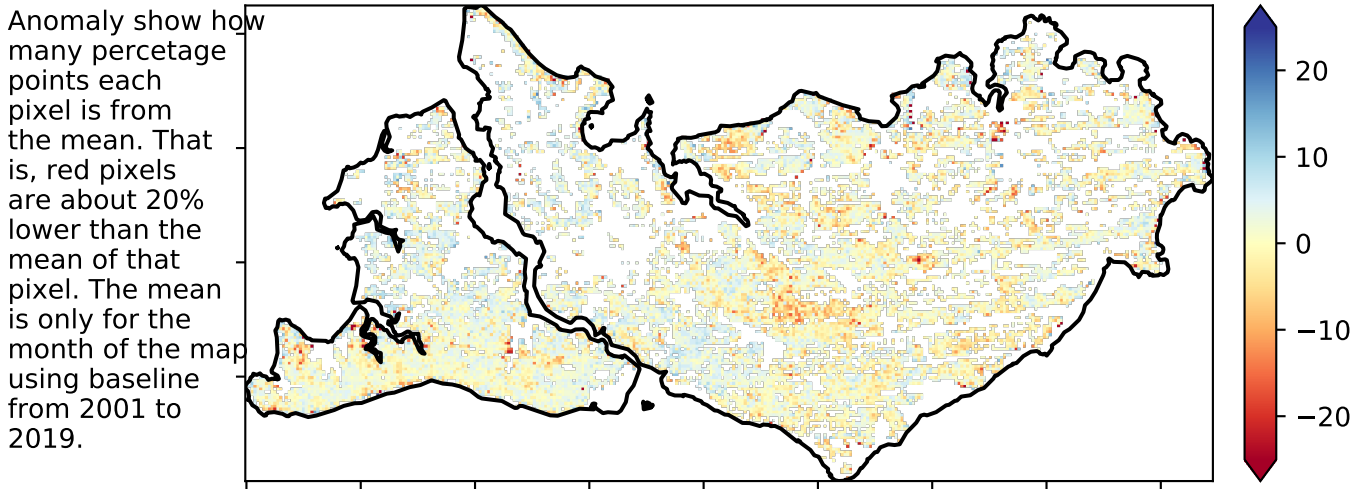 Anomaly show how
many percetage
points each
pixel is from
the mean. That
is, red pixels
are about 20%
lower than the
mean of that
pixel. The mean
is only for the
month of the map
using baseline
from 2001 to
2019.
20
10
0
−10
−20